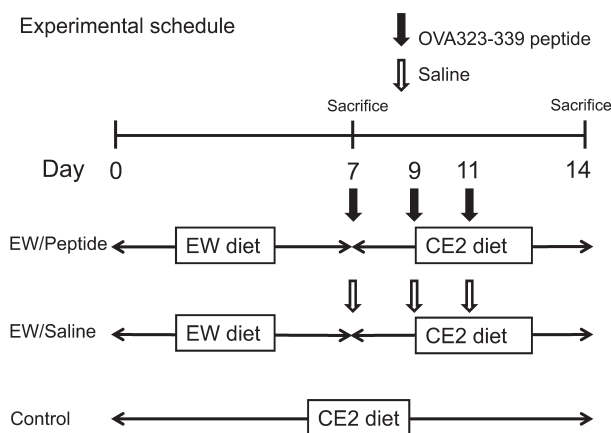 Experimental schedule
OVA323-339 peptide
Saline
Sacrifice Sacrifice
Day 0 7 9 11 14
EW/Peptide EW diet CE2 diet
EW/Saline EW diet CE2 diet
Control CE2 diet